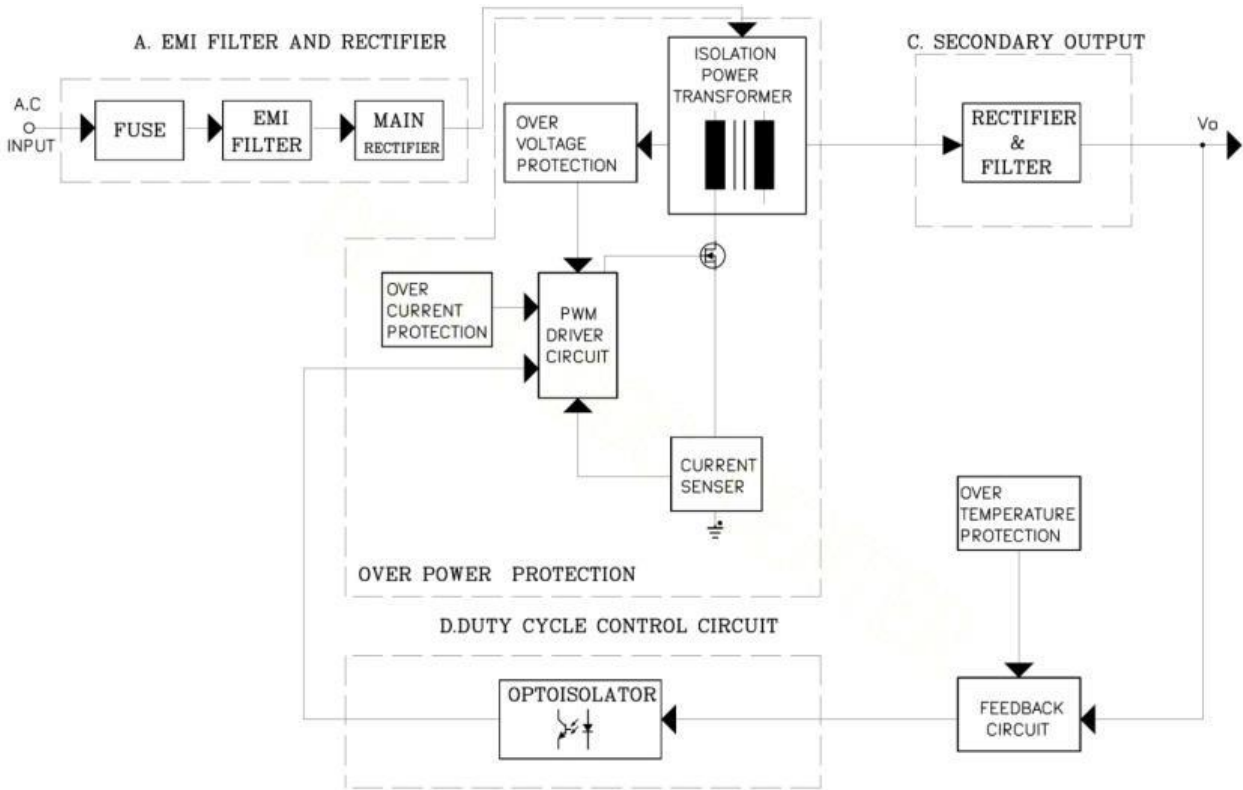 A. EMI FILTER AND RECTIFIER
A.C
INPUT
FUSE
EMI
FILTER
MAIN
RECTIFIER
OVER
VOLTAGE
PROTECTION
ISOLATION
POWER
TRANSFORMER
C. SECONDARY OUTPUT
RECTIFIER
&
FILTER
Vo
OVER
CURRENT
PROTECTION
PWM
DRIVER
CIRCUIT
CURRENT
SENSER
OVER
TEMPERATURE
PROTECTION
OVER POWER PROTECTION
D.DUTY CYCLE CONTROL CIRCUIT
OPTOISOLATOR
FEEDBACK
CIRCUIT